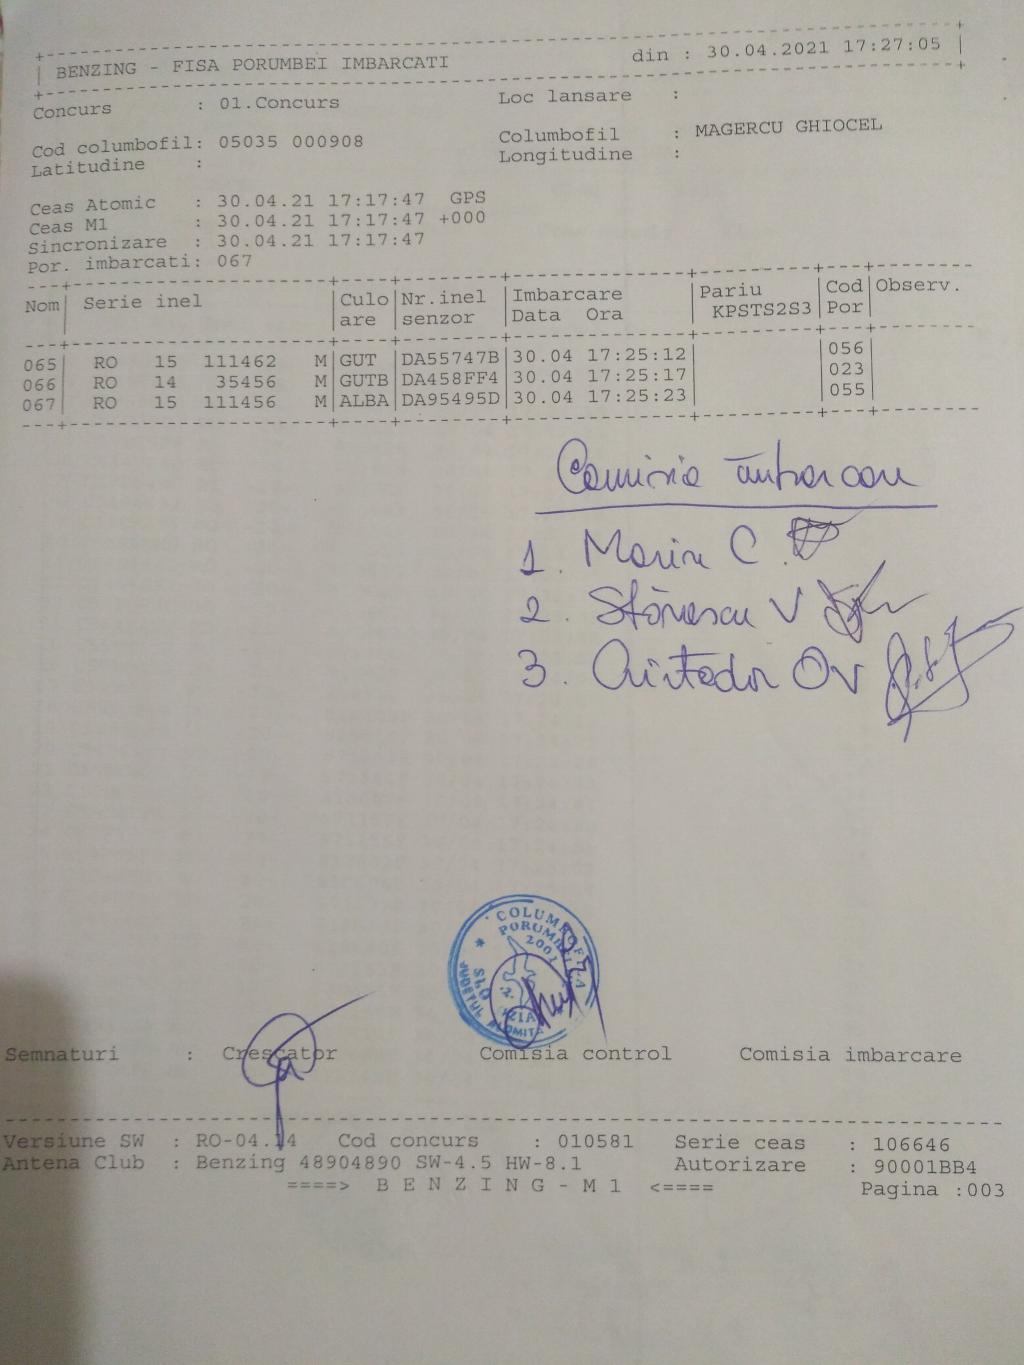 BENZING - FISA PORUMBEI IMBARCATI din : 30.04.2021 17:27:05
Concurs : 01.Concurs Loc lansare :
Cod columbofil: 05035 000908 Columbofil : MAGERCU GHIOCEL
Latitudine : Longitudine :
Ceas Atomic : 30.04.21 17:17:47 GPS
Ceas M1 : 30.04.21 17:17:47 +000
Sincronizare : 30.04.21 17:17:47
Por. imbarcati: 067
Nom| Serie inel |Culo|Nr.inel |Imbarcare |Pariu |Cod|Observ.
| |are |senzor |Data Ora | KPSTS2S3|Por|
065| RO 15 111462 M|GUT |DA55747B|30.04 17:25:12| |056|
066| RO 14 35456 M|GUTB|DA458FF4|30.04 17:25:17| |023|
067| RO 15 111456 M|ALBA|DA95495D|30.04 17:25:23| |055|
Comisia îmbarcare
1. Marin C.
2. Stănescu V
3. Ov
COLUMBOFILA
PORUMBELUL
2001
JUDETUL IALOMITA
Semnaturi : Crescator Comisia control Comisia imbarcare
Versiune SW : RO-04.14 Cod concurs : 010581 Serie ceas : 106646
Antena Club : Benzing 48904890 SW-4.5 HW-8.1 Autorizare : 90001BB4
====> B E N Z I N G - M 1 <==== Pagina :003